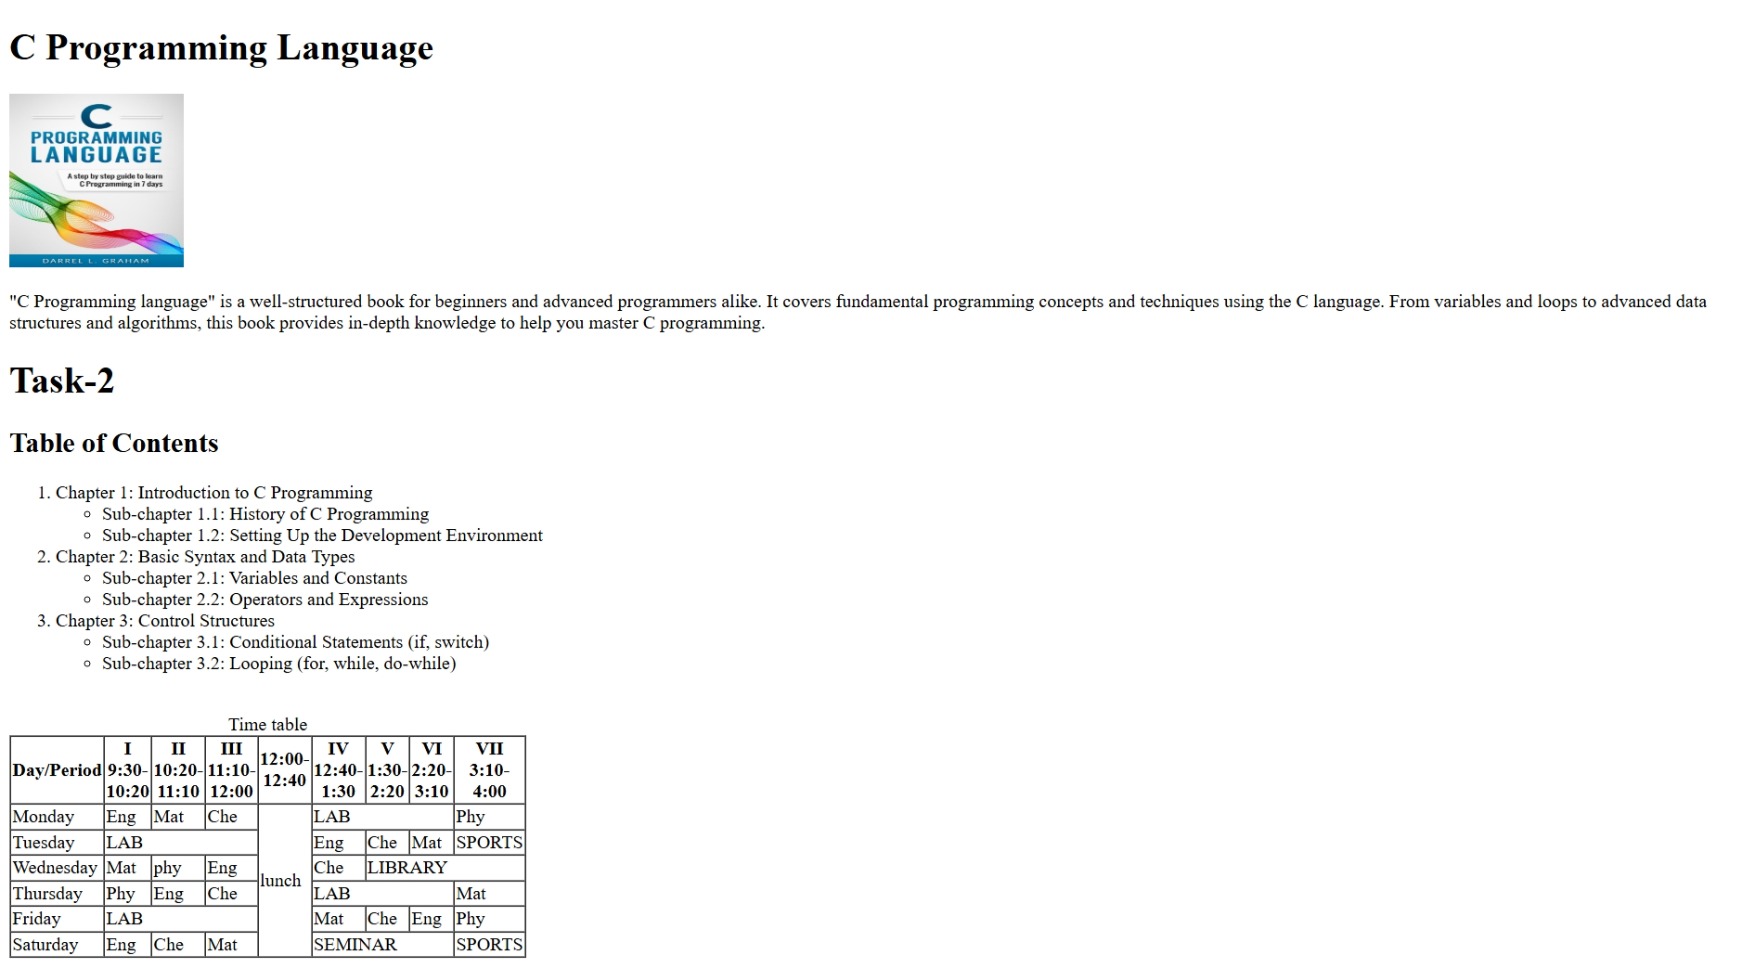 C Programming Language
C
PROGRAMMING
LANGUAGE
A step by step guide to learn
C Programming in 7 days
DARREL L. GRAHAM
"C Programming language" is a well-structured book for beginners and advanced programmers alike. It covers fundamental programming concepts and techniques using the C language. From variables and loops to advanced data
structures and algorithms, this book provides in-depth knowledge to help you master C programming.
Task-2
Table of Contents
1. Chapter 1: Introduction to C Programming
◦ Sub-chapter 1.1: History of C Programming
◦ Sub-chapter 1.2: Setting Up the Development Environment
2. Chapter 2: Basic Syntax and Data Types
◦ Sub-chapter 2.1: Variables and Constants
◦ Sub-chapter 2.2: Operators and Expressions
3. Chapter 3: Control Structures
◦ Sub-chapter 3.1: Conditional Statements (if, switch)
◦ Sub-chapter 3.2: Looping (for, while, do-while)
Time table
I II III IV V VI VII
12:00-
Day/Period 9:30- 10:20- 11:10- 12:40- 1:30- 2:20- 3:10-
12:40
10:20 11:10 12:00 1:30 2:20 3:10 4:00
Monday Eng Mat Che LAB Phy
Tuesday LAB Eng Che Mat SPORTS
Wednesday Mat phy Eng Che LIBRARY
lunch
Thursday Phy Eng Che LAB Mat
Friday LAB Mat Che Eng Phy
Saturday Eng Che Mat SEMINAR SPORTS